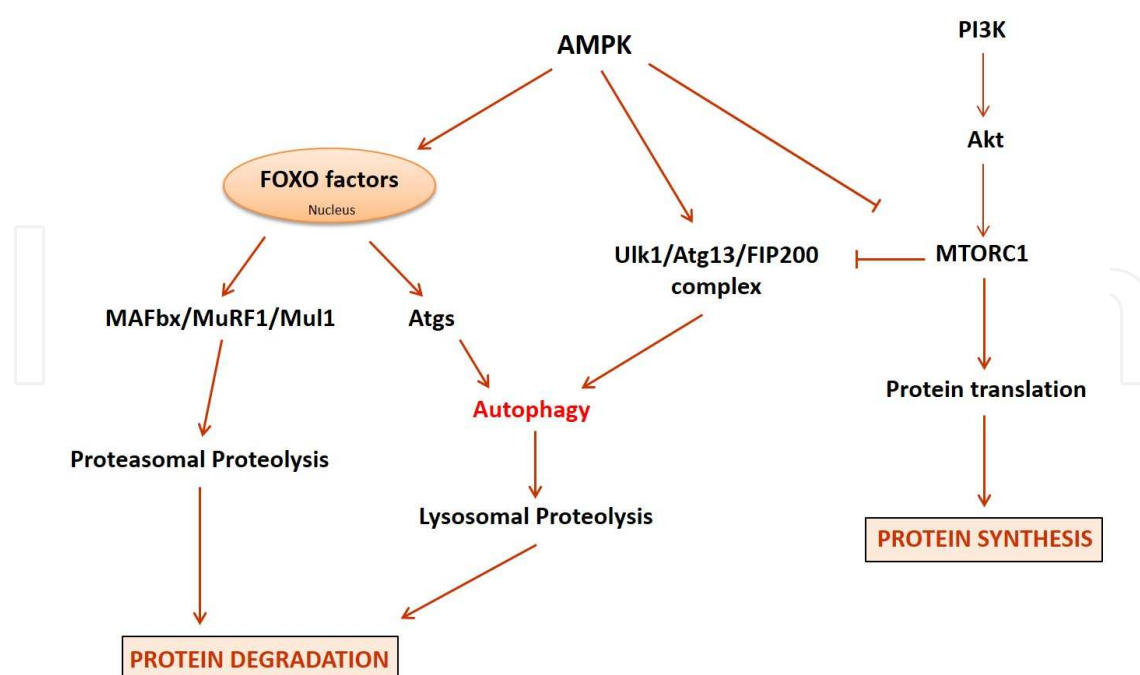 AMPK
PI3K
Akt
FOXO factors
Nucleus
Ulk1/Atg13/FIP200
complex
MTORC1
MAFbx/MuRF1/Mul1
Atgs
Protein translation
Autophagy
Proteasomal Proteolysis
Lysosomal Proteolysis
PROTEIN SYNTHESIS
PROTEIN DEGRADATION